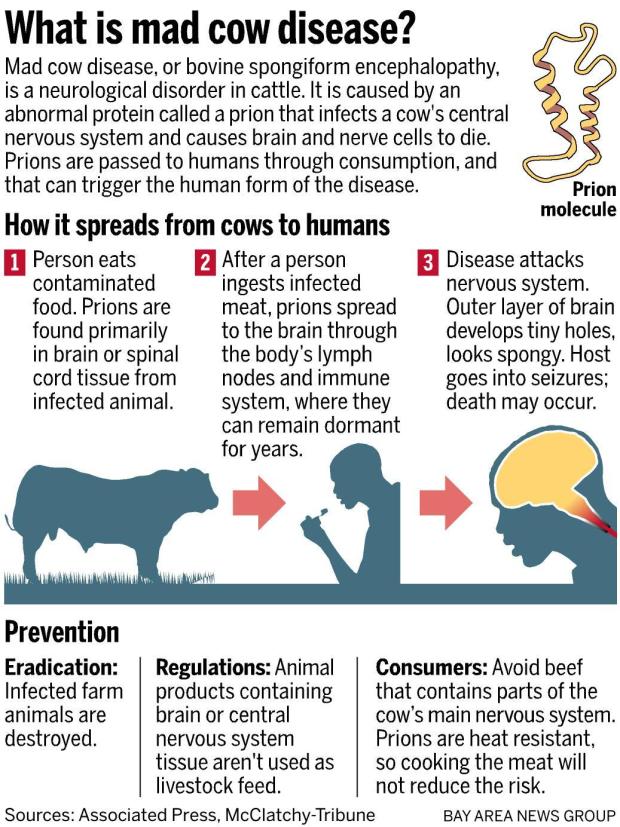 What is mad cow disease?
Mad cow disease, or bovine spongiform encephalopathy,
is a neurological disorder in cattle. It is caused by an
abnormal protein called a prion that infects a cow's central
nervous system and causes brain and nerve cells to die.
Prions are passed to humans through consumption, and
that can trigger the human form of the disease.
Prion
molecule
How it spreads from cows to humans
1 Person eats
contaminated
food. Prions are
found primarily
in brain or spinal
cord tissue from
infected animal.
2 After a person
ingests infected
meat, prions spread
to the brain through
the body's lymph
nodes and immune
system, where they
can remain dormant
for years.
3 Disease attacks
nervous system.
Outer layer of brain
develops tiny holes,
looks spongy. Host
goes into seizures;
death may occur.
Prevention
Eradication:
Infected farm
animals are
destroyed.
Regulations: Animal
products containing
brain or central
nervous system
tissue aren't used as
livestock feed.
Consumers: Avoid beef
that contains parts of the
cow's main nervous system.
Prions are heat resistant,
so cooking the meat will
not reduce the risk.
Sources: Associated Press, McClatchy-Tribune
BAY AREA NEWS GROUP